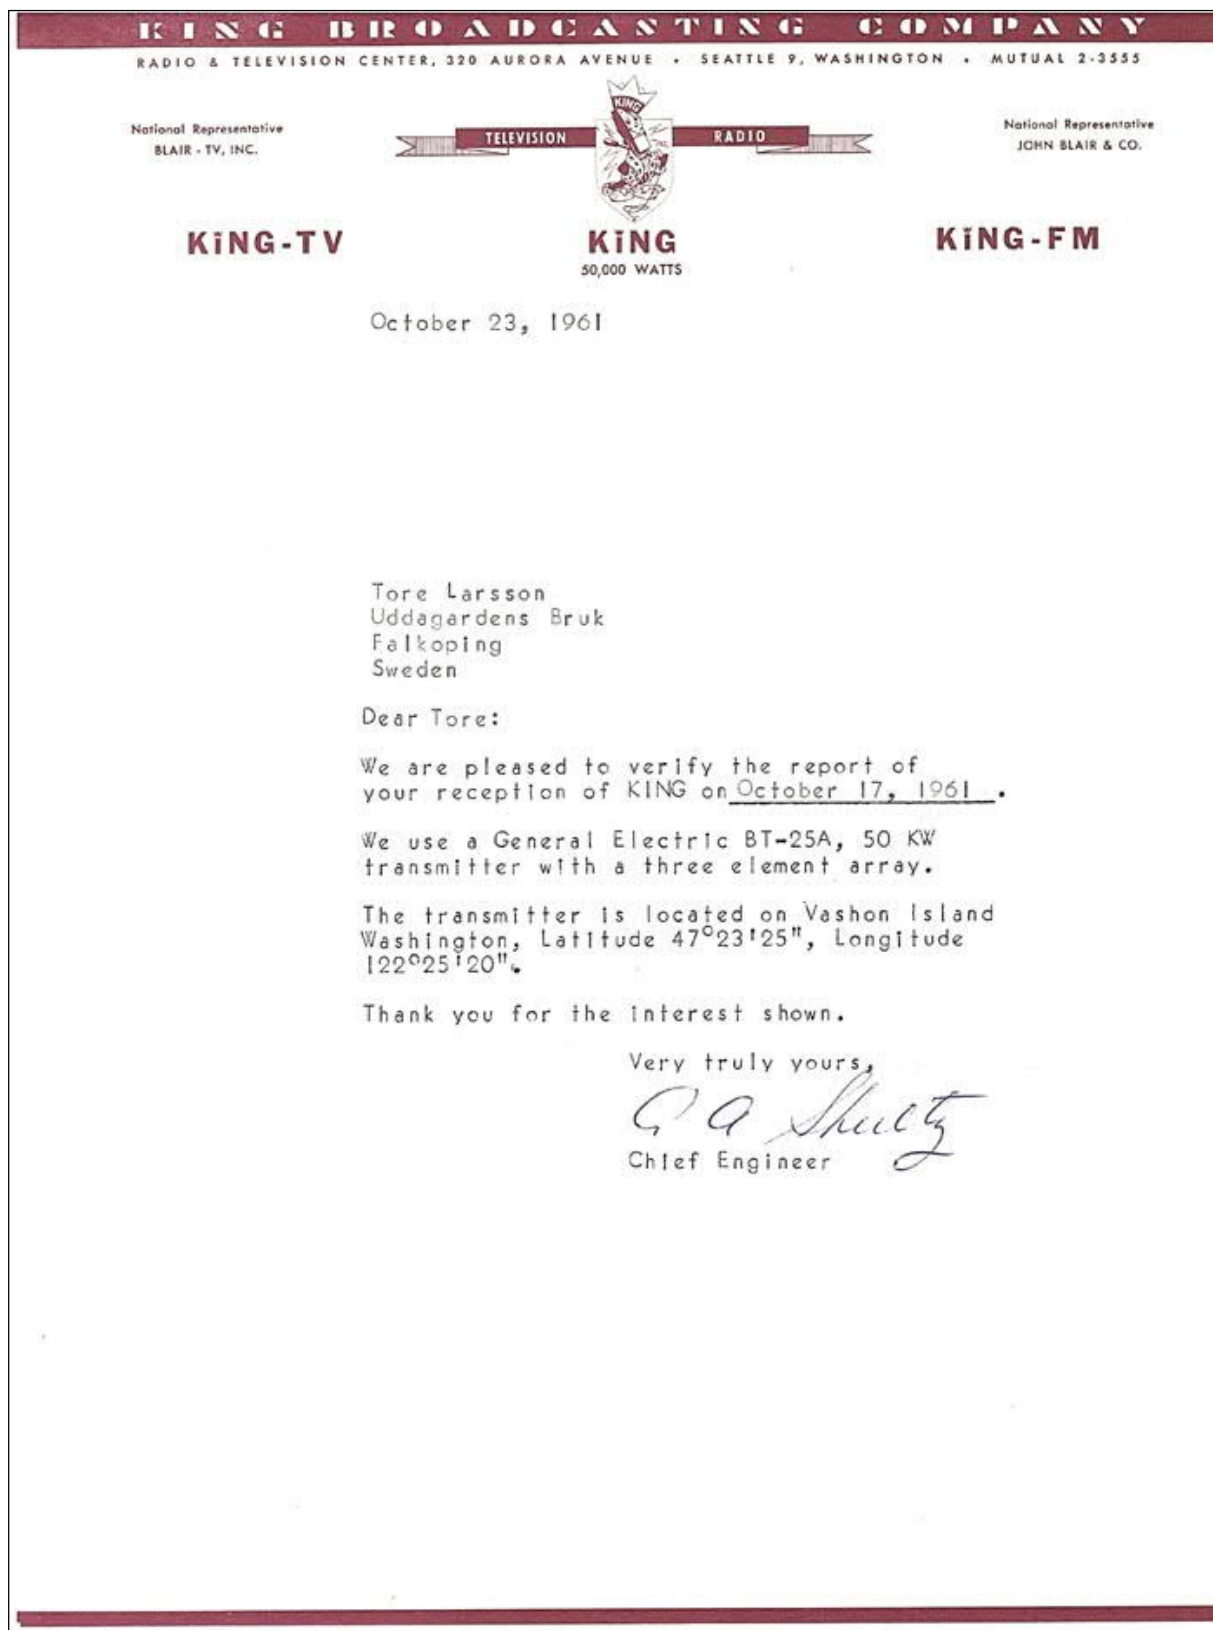 KING BROADCASTING COMPANY
RADIO & TELEVISION CENTER, 320 AURORA AVENUE • SEATTLE 9, WASHINGTON • MUTUAL 2-3555
National Representative
BLAIR - TV, INC.
KING
TELEVISION
RADIO
National Representative
JOHN BLAIR & CO.
KiNG-TV
KiNG
50,000 WATTS
KiNG-FM
October 23, 1961
Tore Larsson
Uddagardens Bruk
Falkoping
Sweden
Dear Tore:
We are pleased to verify the report of
your reception of KING on October 17, 1961.
We use a General Electric BT-25A, 50 KW
transmitter with a three element array.
The transmitter is located on Vashon Island
Washington, Latitude 47°23'25", Longitude
122°25'20".
Thank you for the interest shown.
Very truly yours,
A Shultz
Chief Engineer